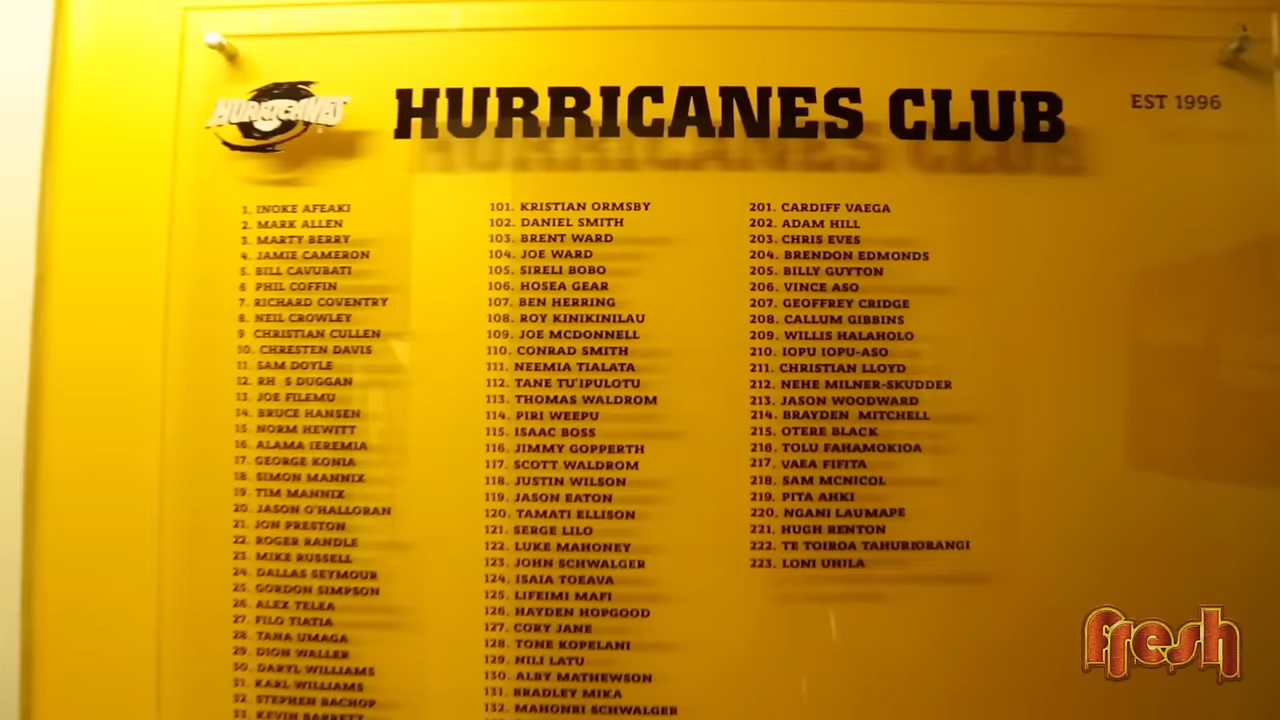 HURRICANES
HURRICANES CLUB
EST 1996
1. INOKE AFEAKI
2. MARK ALLEN
3. MARTY BERRY
4. JAMIE CAMERON
5. BILL CAVUBATI
6 PHIL COFFIN
7. RICHARD COVENTRY
8. NEIL CROWLEY
9 CHRISTIAN CULLEN
10. CHRESTEN DAVIS
11. SAM DOYLE
12. RH S DUGGAN
13. JOE FILEMU
14. BRUCE HANSEN
15. NORM HEWITT
16. ALAMA IEREMIA
17. GEORGE KONIA
18. SIMON MANNIX
19. TIM MANNIX
20. JASON O'HALLORAN
21. JON PRESTON
22. ROGER RANDLE
23. MIKE RUSSELL
24. DALLAS SEYMOUR
25. GORDON SIMPSON
26. ALEX TELEA
27. FILO TIATIA
28. TANA UMAGA
29. DION WALLER
30. DARYL WILLIAMS
31. KARL WILLIAMS
32. STEPHEN BACHOP
33. KEVIN BARRETT
101. KRISTIAN ORMSBY
102. DANIEL SMITH
103. BRENT WARD
104. JOE WARD
105. SIRELI BOBO
106. HOSEA GEAR
107. BEN HERRING
108. ROY KINIKINILAU
109. JOE MCDONNELL
110. CONRAD SMITH
111. NEEMIA TIALATA
112. TANE TU'IPULOTU
113. THOMAS WALDROM
114. PIRI WEEPU
115. ISAAC BOSS
116. JIMMY GOPPERTH
117. SCOTT WALDROM
118. JUSTIN WILSON
119. JASON EATON
120. TAMATI ELLISON
121. SERGE LILO
122. LUKE MAHONEY
123. JOHN SCHWALGER
124. ISAIA TOEAVA
125. LIFEIMI MAFI
126. HAYDEN HOPGOOD
127. CORY JANE
128. TONE KOPELANI
129. NILI LATU
130. ALBY MATHEWSON
131. BRADLEY MIKA
132. MAHONRI SCHWALGER
201. CARDIFF VAEGA
202. ADAM HILL
203. CHRIS EVES
204. BRENDON EDMONDS
205. BILLY GUYTON
206. VINCE ASO
207. GEOFFREY CRIDGE
208. CALLUM GIBBINS
209. WILLIS HALAHOLO
210. IOPU IOPU-ASO
211. CHRISTIAN LLOYD
212. NEHE MILNER-SKUDDER
213. JASON WOODWARD
214. BRAYDEN MITCHELL
215. OTERE BLACK
216. TOLU FAHAMOKIOA
217. VAEA FIFITA
218. SAM MCNICOL
219. PITA AHKI
220. NGANI LAUMAPE
221. HUGH RENTON
222. TE TOIROA TAHURIORANGI
223. LONI UHILA
fresh